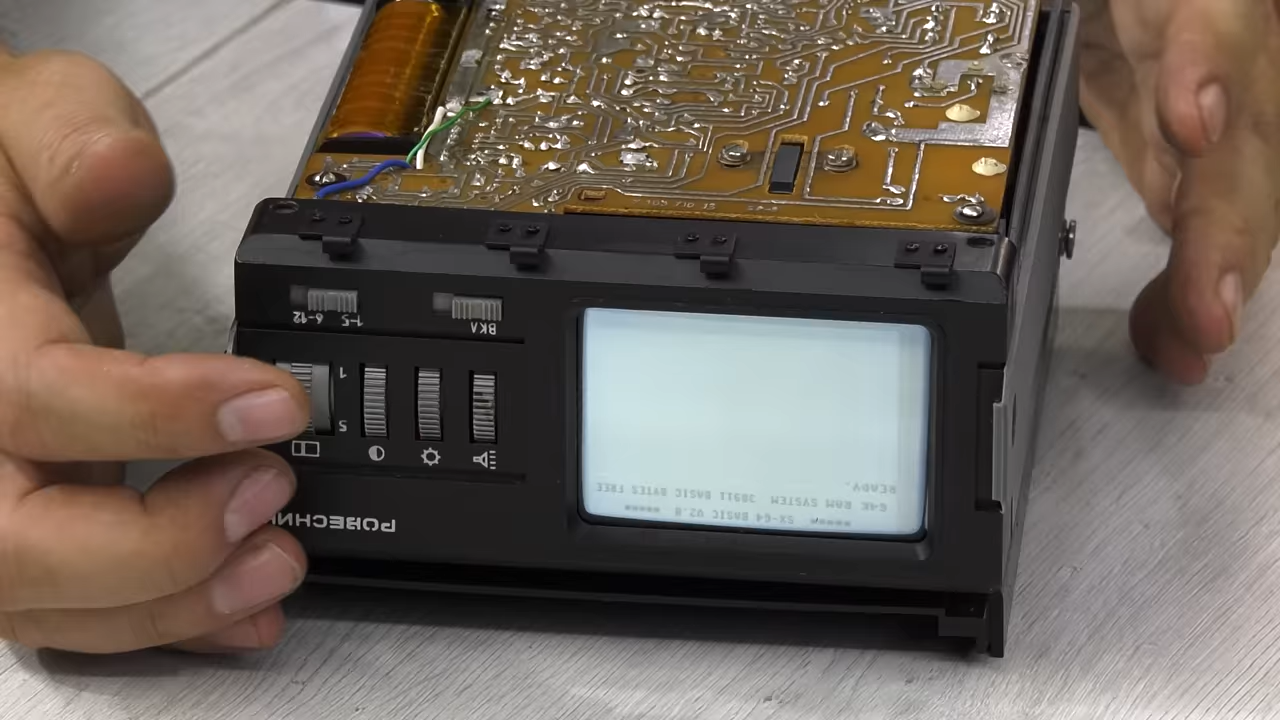 ***** SX-64 BASIC V2.0 *****
64K RAM SYSTEM 38911 BASIC BYTES FREE
READY.
РОВЕСНИ
5
1
ВКЛ
1-5 6-12